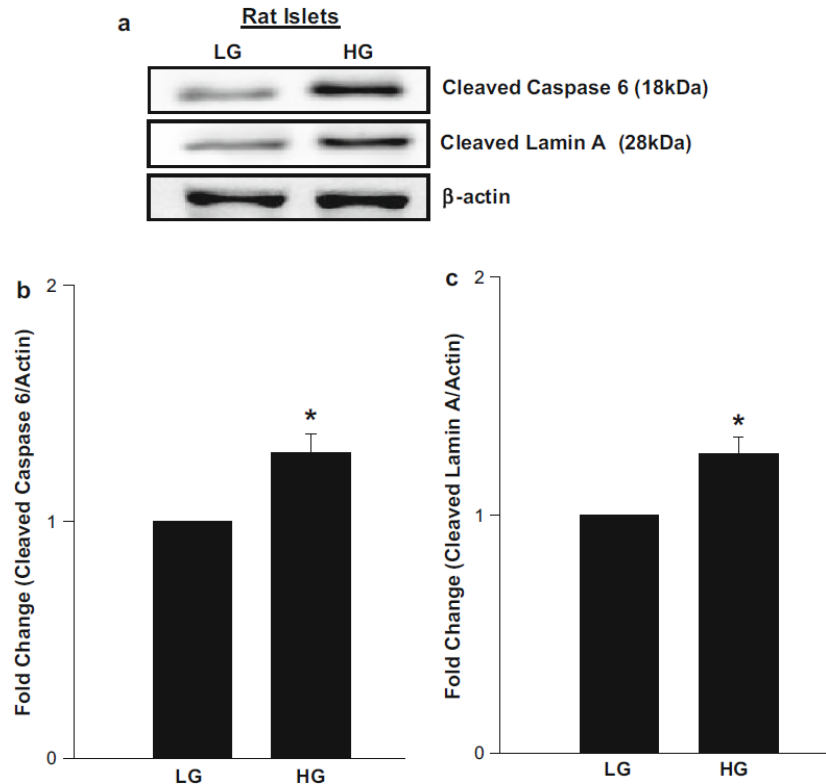 a
Rat Islets
LG HG
Cleaved Caspase 6 (18kDa)
Cleaved Lamin A (28kDa)
β-actin
b
Fold Change (Cleaved Caspase 6/Actin)
2
1
0
*
LG HG
c
Fold Change (Cleaved Lamin A/Actin)
2
1
0
*
LG HG